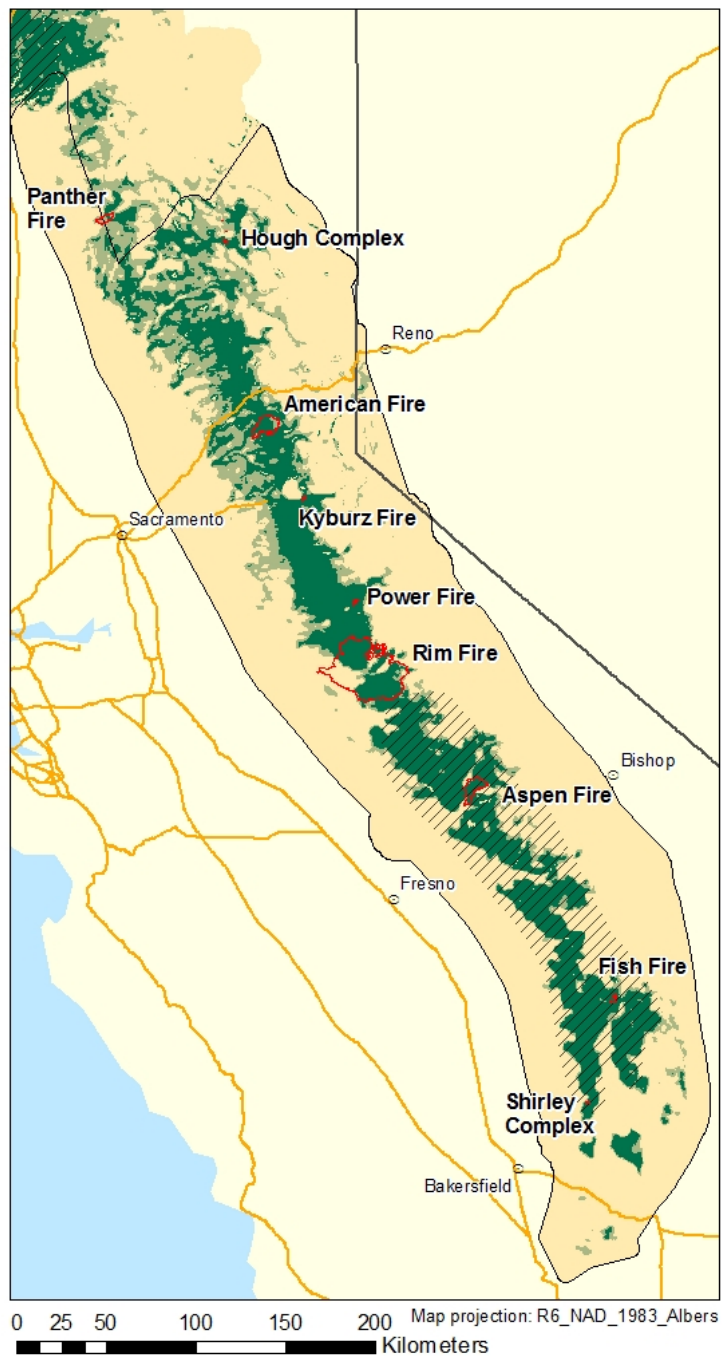 Panther
Fire
Hough Complex
Reno
American Fire
Kyburz Fire
Sacramento
Power Fire
Rim Fire
Bishop
Aspen Fire
Fresno
Fish Fire
Shirley
Complex
Bakersfield
0 25 50 100 150 200
Kilometers
Map projection: R6_NAD_1983_Albers